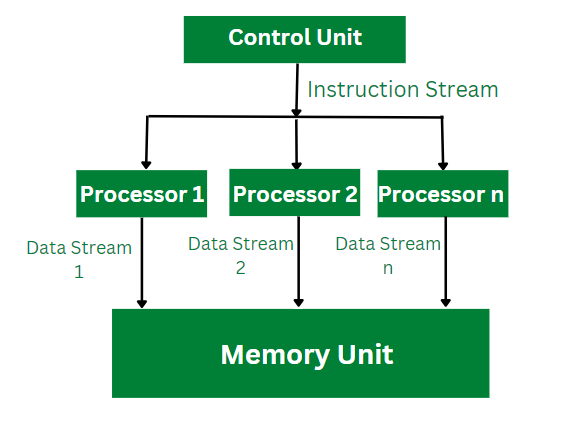 Control Unit
Instruction Stream
Processor 1
Processor 2
Processor n
Data Stream
1
Data Stream
2
Data Stream
n
Memory Unit